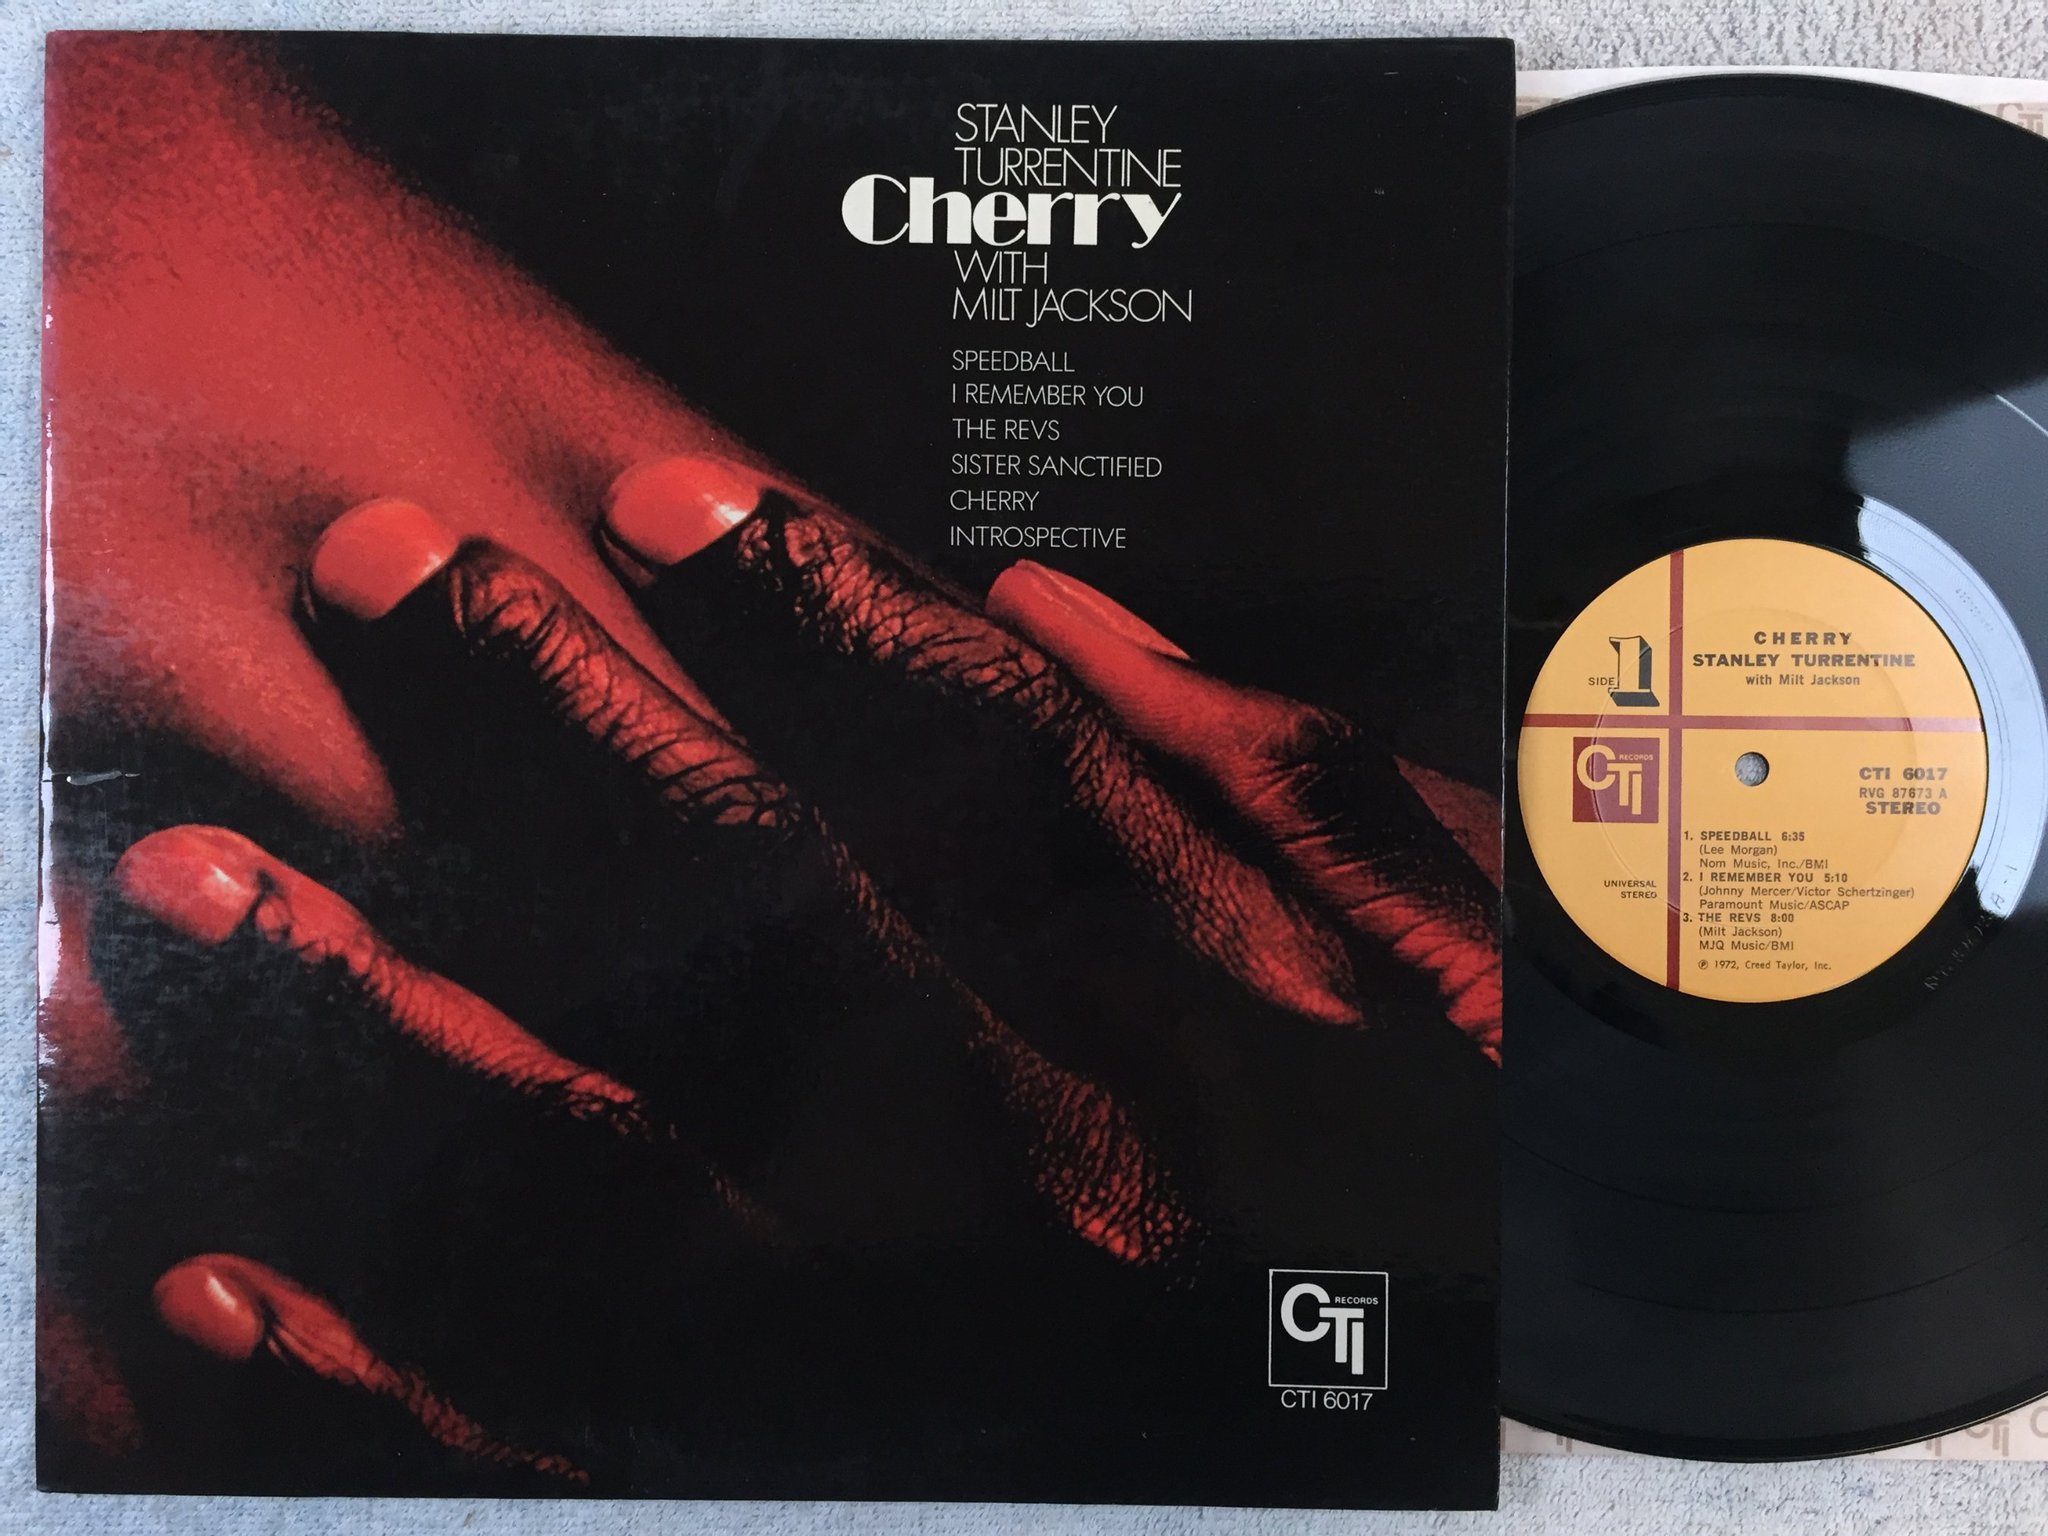 STANLEY
TURRENTINE
Cherry
WITH
MILT JACKSON
SPEEDBALL
I REMEMBER YOU
THE REVS
SISTER SANCTIFIED
CHERRY
INTROSPECTIVE
CTI RECORDS
CTI 6017
CHERRY
STANLEY TURRENTINE
with Milt Jackson
SIDE 1
CTI RECORDS
CTI 6017
RVG 87673 A
STEREO
1. SPEEDBALL 6:35
(Lee Morgan)
Nom Music, Inc./BMI
2. I REMEMBER YOU 5:10
(Johnny Mercer/Victor Schertzinger)
Paramount Music/ASCAP
3. THE REVS 8:00
(Milt Jackson)
MJQ Music/BMI
℗ 1972, Creed Taylor, Inc.
UNIVERSAL
STEREO
CTI
CTI